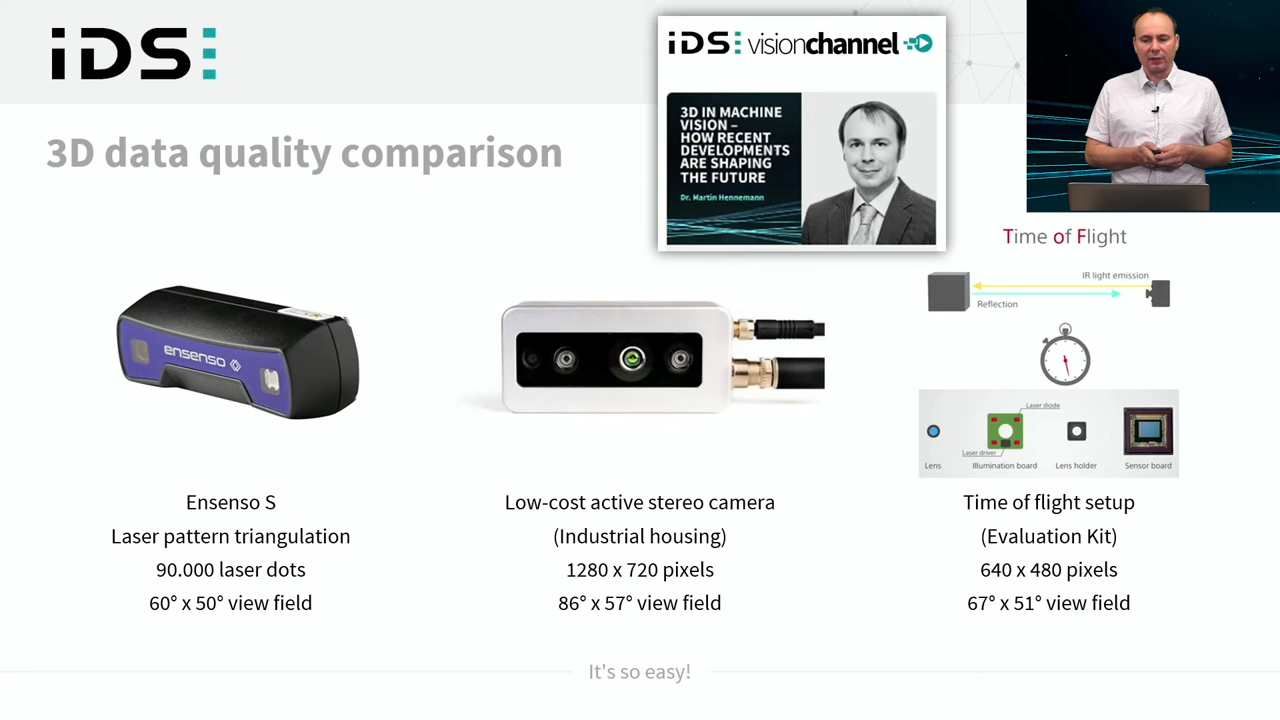 iDS
iDS visionchannel
3D IN MACHINE
VISION –
HOW RECENT
DEVELOPMENTS
ARE SHAPING
THE FUTURE
Dr. Martin Hennemann
3D data quality comparison
Time of Flight
IR light emission
Reflection
ensenso
Laser diode
Laser driver
Lens
Illumination board
Lens holder
Sensor board
Ensenso S
Laser pattern triangulation
90.000 laser dots
60° x 50° view field
Low-cost active stereo camera
(Industrial housing)
1280 x 720 pixels
86° x 57° view field
Time of flight setup
(Evaluation Kit)
640 x 480 pixels
67° x 51° view field
It's so easy!